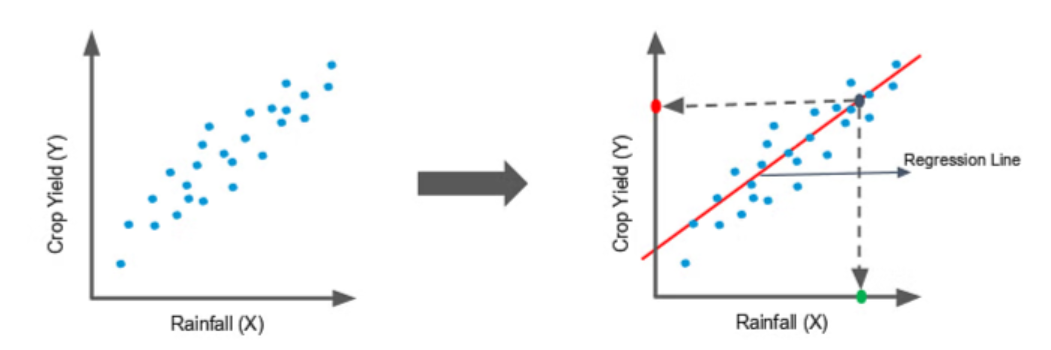 Crop Yield (Y)
Rainfall (X)
Crop Yield (Y)
Regression Line
Rainfall (X)